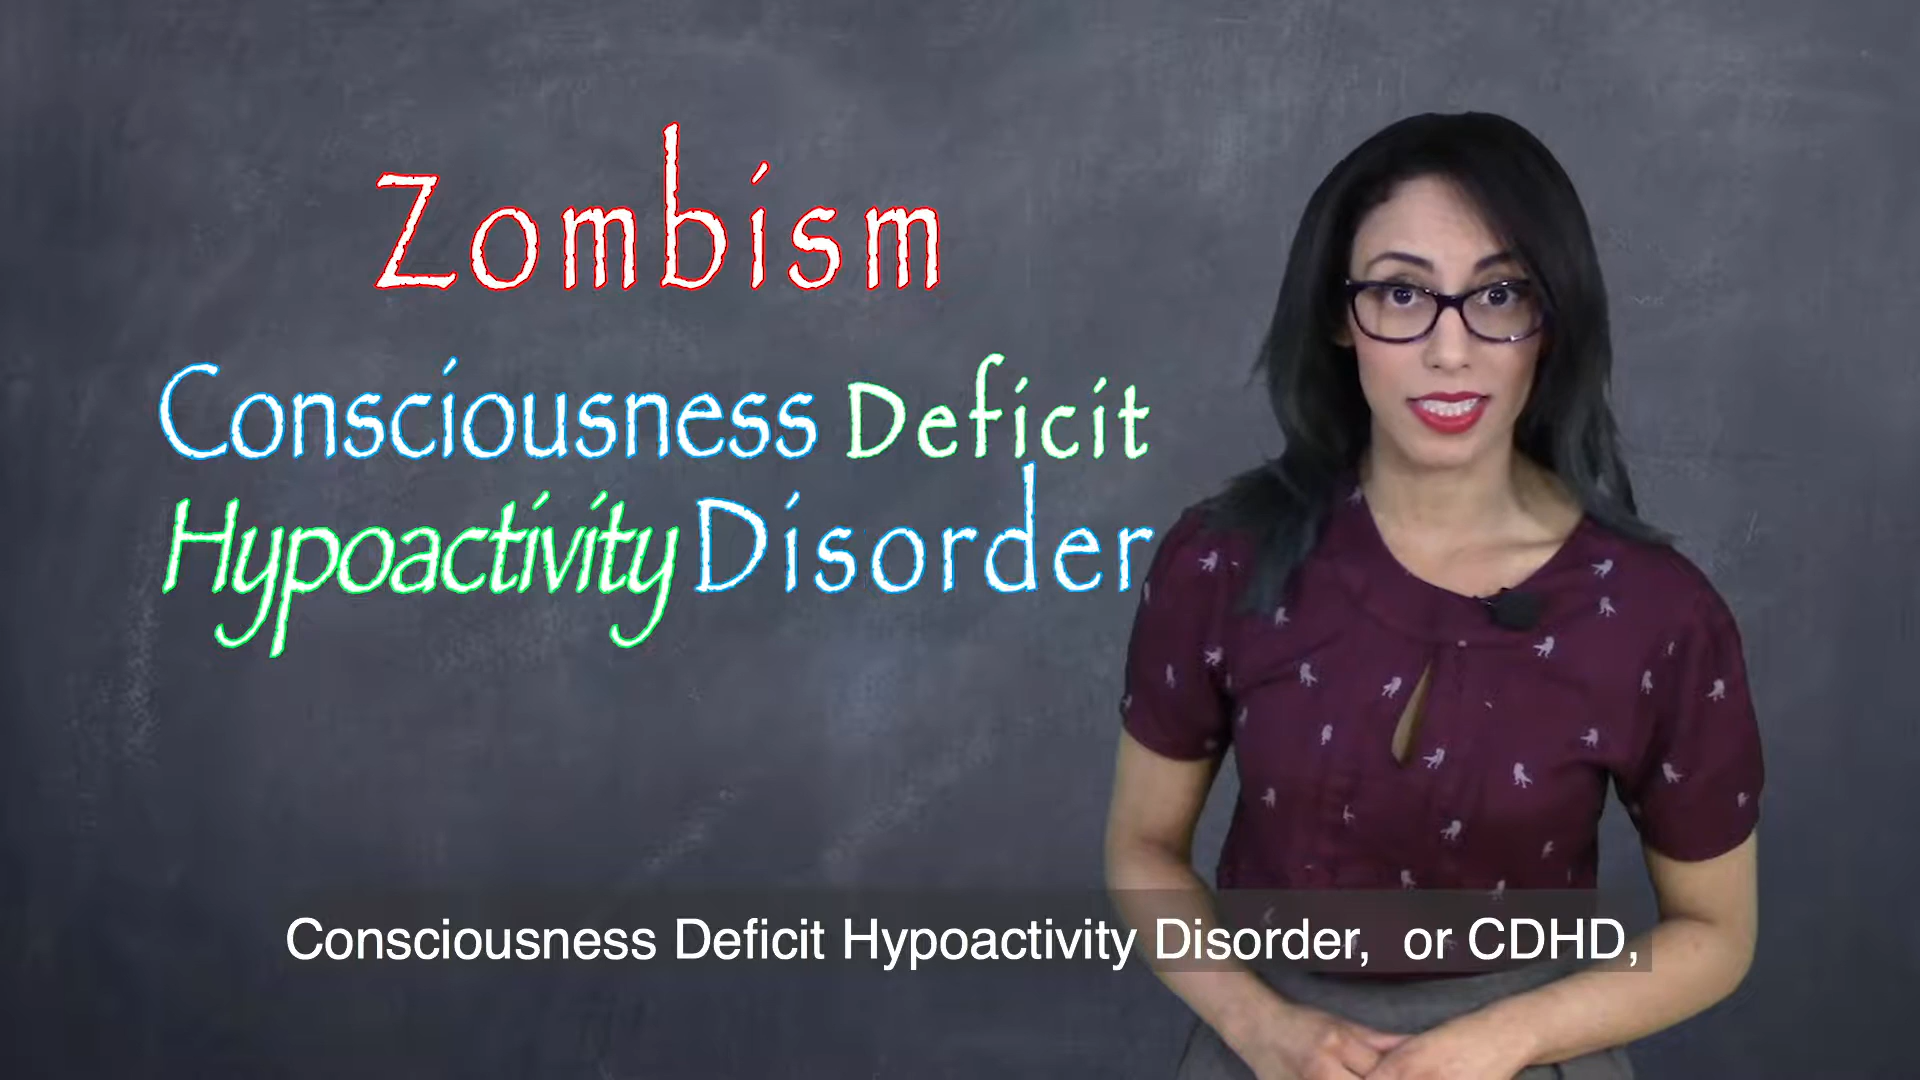 Zombism
Consciousness Deficit
Hypoactivity Disorder
Consciousness Deficit Hypoactivity Disorder,  or CDHD,